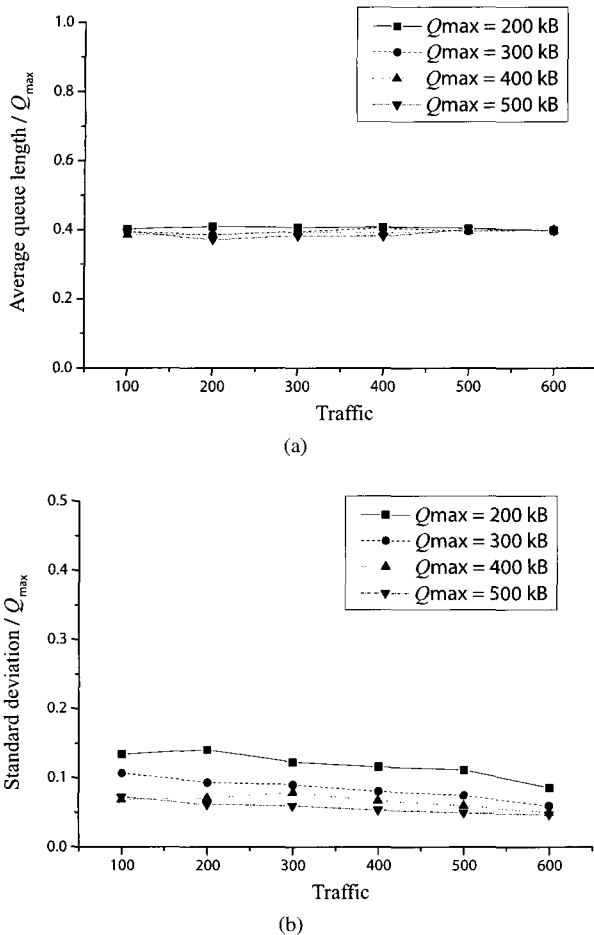 Qmax = 200 kB
Qmax = 300 kB
Qmax = 400 kB
Qmax = 500 kB
Average queue length / Qmax
1.0
0.8
0.6
0.4
0.2
0.0
100 200 300 400 500 600
Traffic
(a)
Qmax = 200 kB
Qmax = 300 kB
Qmax = 400 kB
Qmax = 500 kB
Standard deviation / Qmax
0.5
0.4
0.3
0.2
0.1
0.0
100 200 300 400 500 600
Traffic
(b)